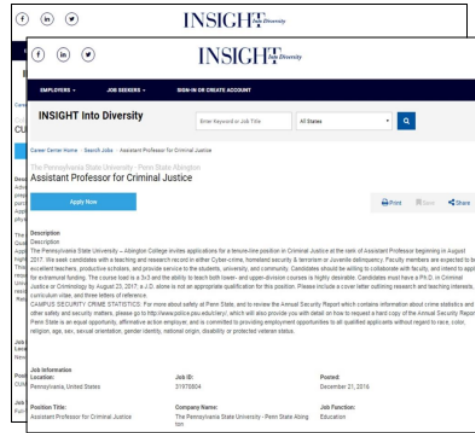 INSIGHT Into Diversity
INSIGHT Into Diversity
EMPLOYERS
JOB SEEKERS
SIGN-IN OR CREATE ACCOUNT
INSIGHT Into Diversity
Enter Keyword or Job Title
All States
Career Center Home
Search Jobs
Assistant Professor for Criminal Justice
The Pennsylvania State University - Penn State Abington
Assistant Professor for Criminal Justice
Apply Now
Print
Save
Share
Description
Description
The Pennsylvania State University – Abington College invites applications for a tenure-line position in Criminal Justice at the rank of Assistant Professor beginning in August
2017. We seek candidates with a teaching and research record in either Cyber-crime, homeland security & terrorism or Juvenile delinquency. Faculty members are expected to be
excellent teachers, productive scholars, and provide service to the students, university, and community. Candidates should be willing to collaborate with faculty, and intend to apply
for extramural funding. The course load is a 3x3 and the ability to teach both lower- and upper-division courses is highly desirable. Candidates must have a PH.D. in Criminal
Justice or Criminology by August 23, 2017; a J.D. alone is not an appropriate qualification for this position. Please include a cover letter outlining research and teaching interests,
curriculum vitae, and three letters of reference.
CAMPUS SECURITY CRIME STATISTICS: For more about safety at Penn State, and to review the Annual Security Report which contains information about crime statistics and
other safety and security matters, please go to http://www.police.psu.edu/clery/, which will also provide you with detail on how to request a hard copy of the Annual Security Report.
Penn State is an equal opportunity, affirmative action employer, and is committed to providing employment opportunities to all qualified applicants without regard to race, color,
religion, age, sex, sexual orientation, gender identity, national origin, disability or protected veteran status.
Job Information
Location:
Job ID:
Posted:
Pennsylvania, United States
31970804
December 21, 2016
Position Title:
Company Name:
Job Function:
Assistant Professor for Criminal Justice
The Pennsylvania State University - Penn State Abing
Education
ton